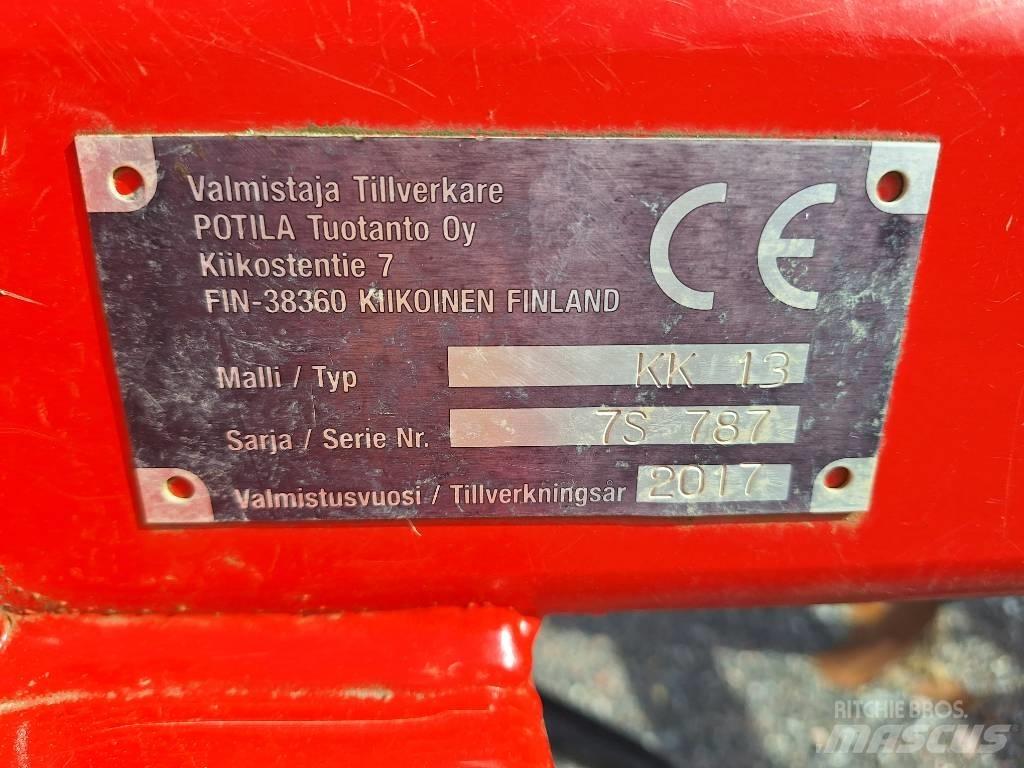 Valmistaja Tillverkare
POTILA Tuotanto Oy
Kiikostentie 7
FIN-38360 KIIKOINEN FINLAND
CE
Malli / Typ KK 13
Sarja / Serie Nr. 7S 787
Valmistusvuosi / Tillverkningsår 2017
RITCHIE BROS.
MASCUS